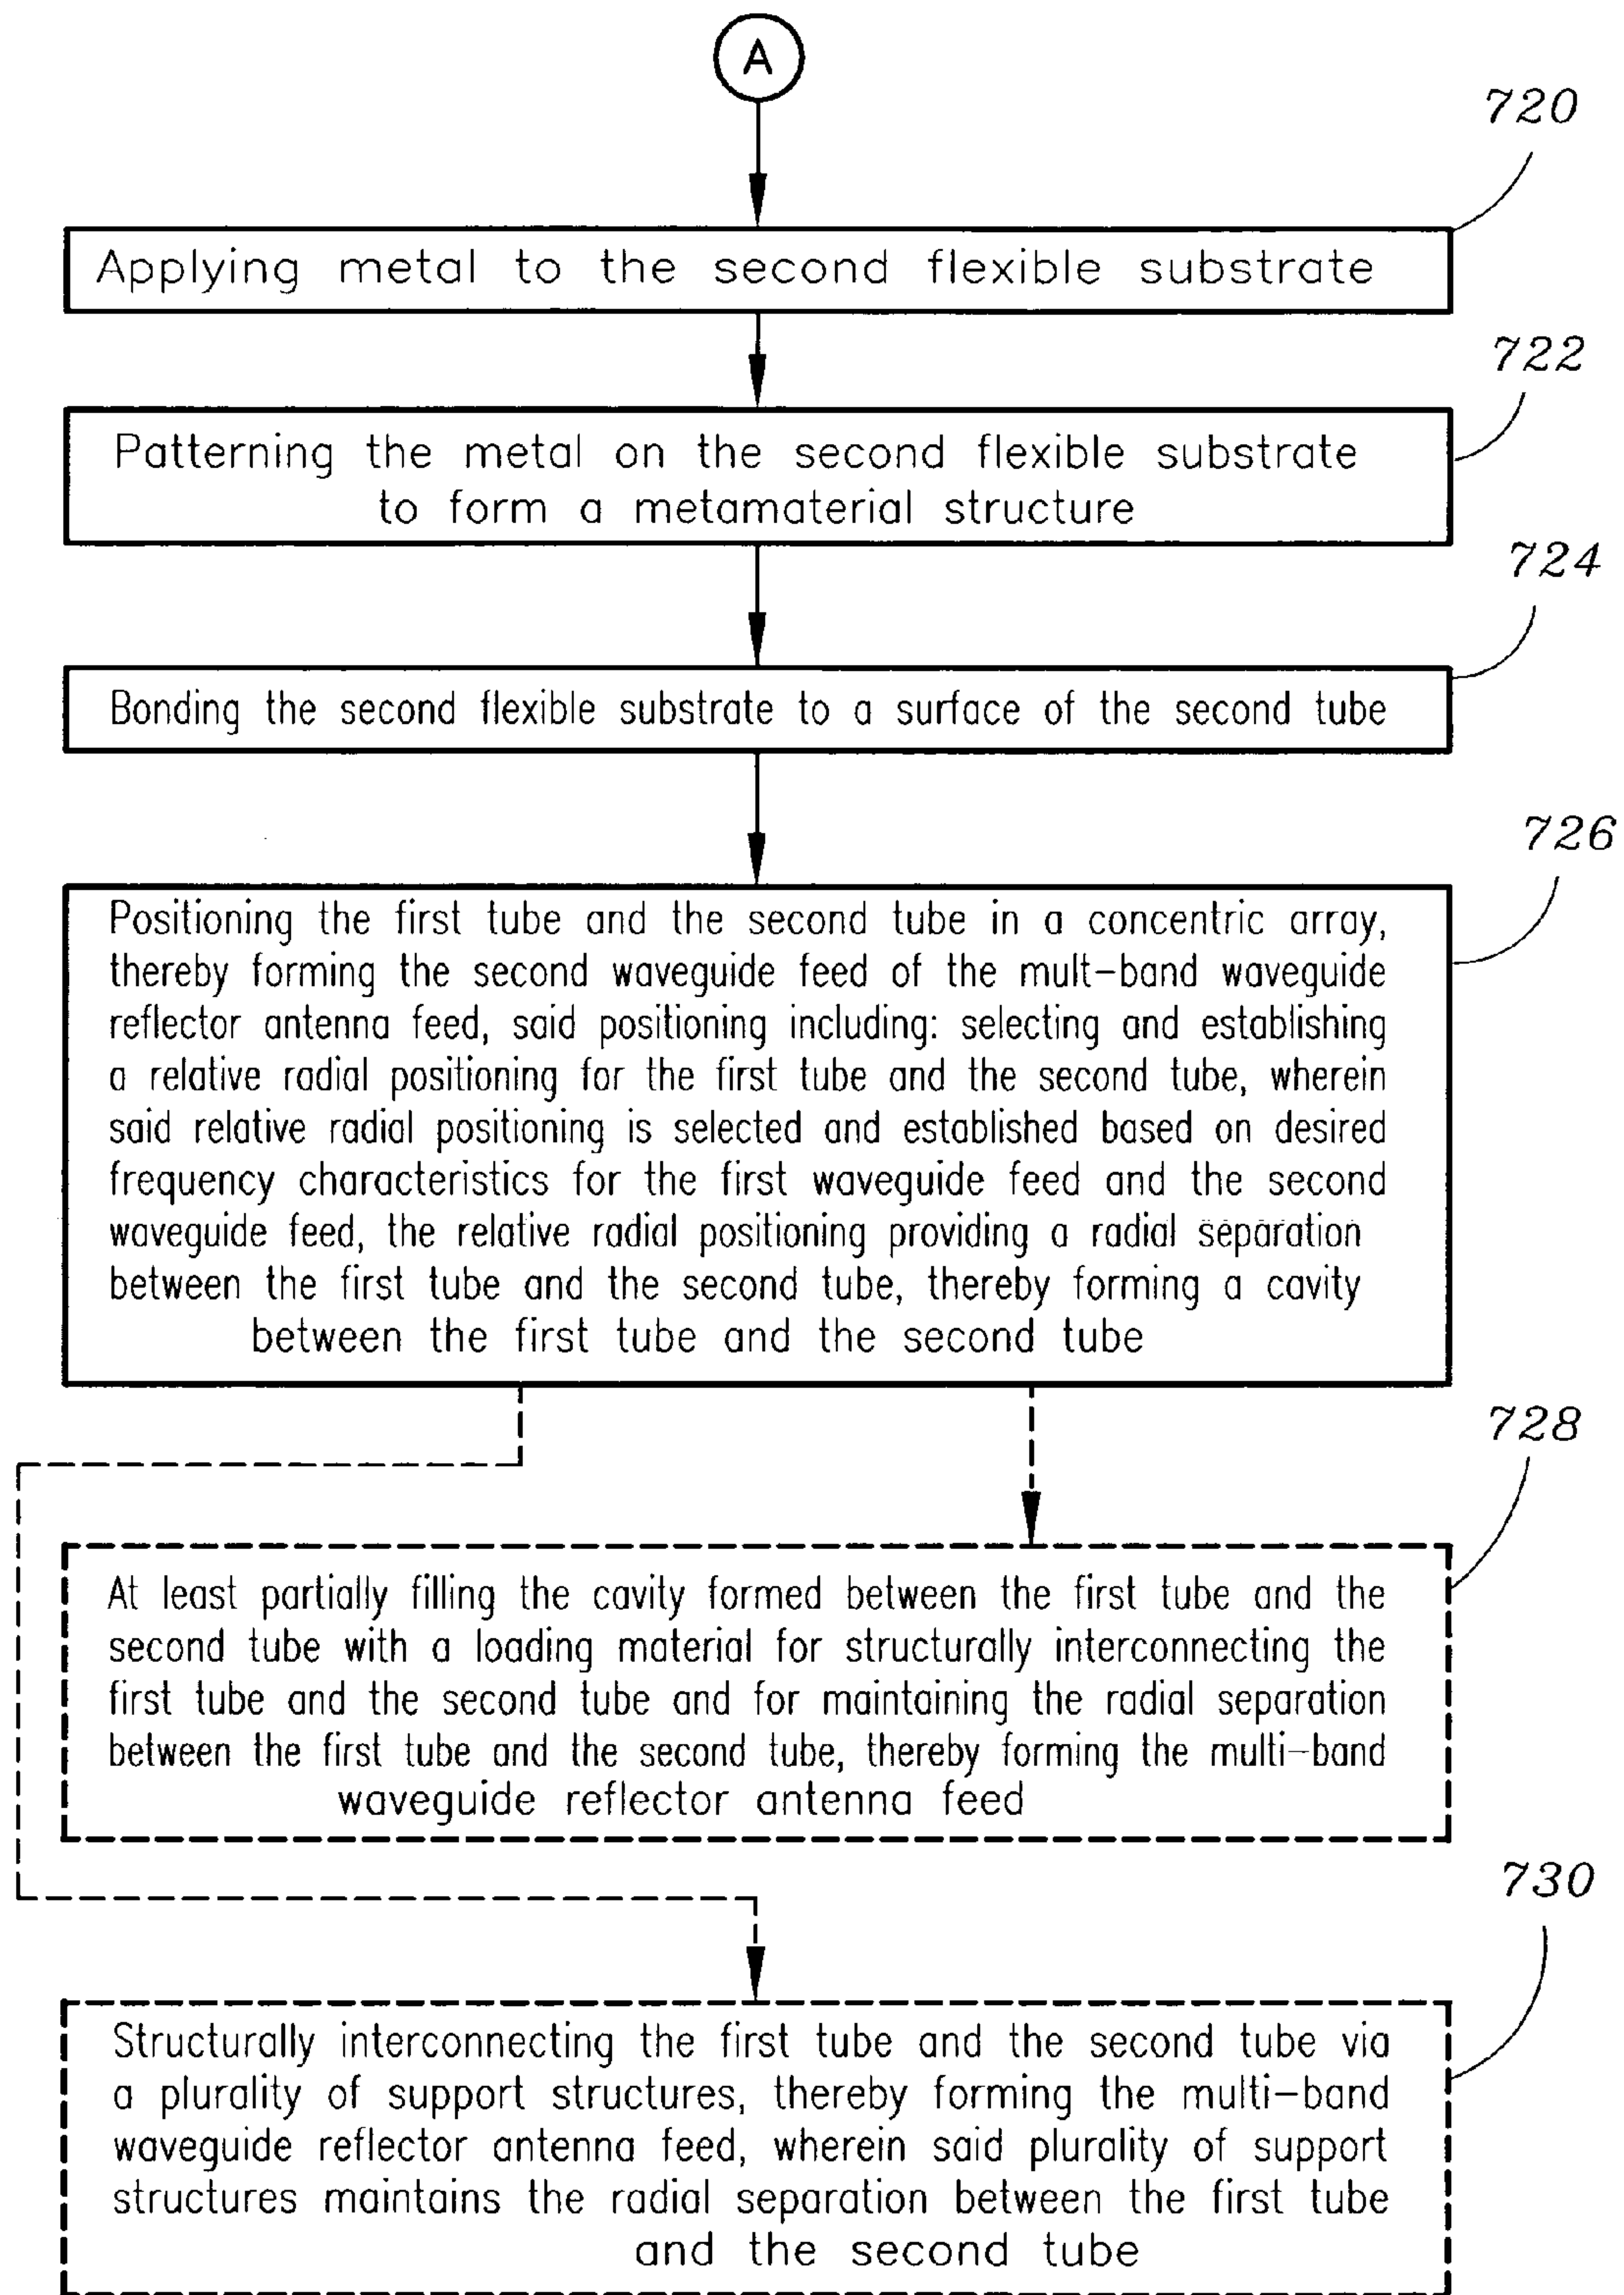 A
720
Applying metal to the second flexible substrate
722
Patterning the metal on the second flexible substrate
to form a metamaterial structure
724
Bonding the second flexible substrate to a surface of the second tube
726
Positioning the first tube and the second tube in a concentric array,
thereby forming the second waveguide feed of the mult-band waveguide
reflector antenna feed, said positioning including: selecting and establishing
a relative radial positioning for the first tube and the second tube, wherein
said relative radial positioning is selected and established based on desired
frequency characteristics for the first waveguide feed and the second
waveguide feed, the relative radial positioning providing a radial separation
between the first tube and the second tube, thereby forming a cavity
between the first tube and the second tube
728
At least partially filling the cavity formed between the first tube and the
second tube with a loading material for structurally interconnecting the
first tube and the second tube and for maintaining the radial separation
between the first tube and the second tube, thereby forming the multi-band
waveguide reflector antenna feed
730
Structurally interconnecting the first tube and the second tube via
a plurality of support structures, thereby forming the multi-band
waveguide reflector antenna feed, wherein said plurality of support
structures maintains the radial separation between the first tube
and the second tube